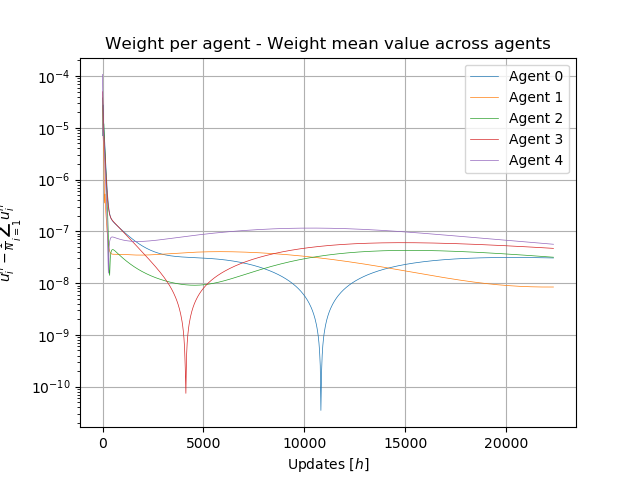 Weight per agent - Weight mean value across agents
10⁻⁴
10⁻⁵
10⁻⁶
10⁻⁷
10⁻⁸
10⁻⁹
10⁻¹⁰
Agent 0
Agent 1
Agent 2
Agent 3
Agent 4
0
5000
10000
15000
20000
Updates [h]